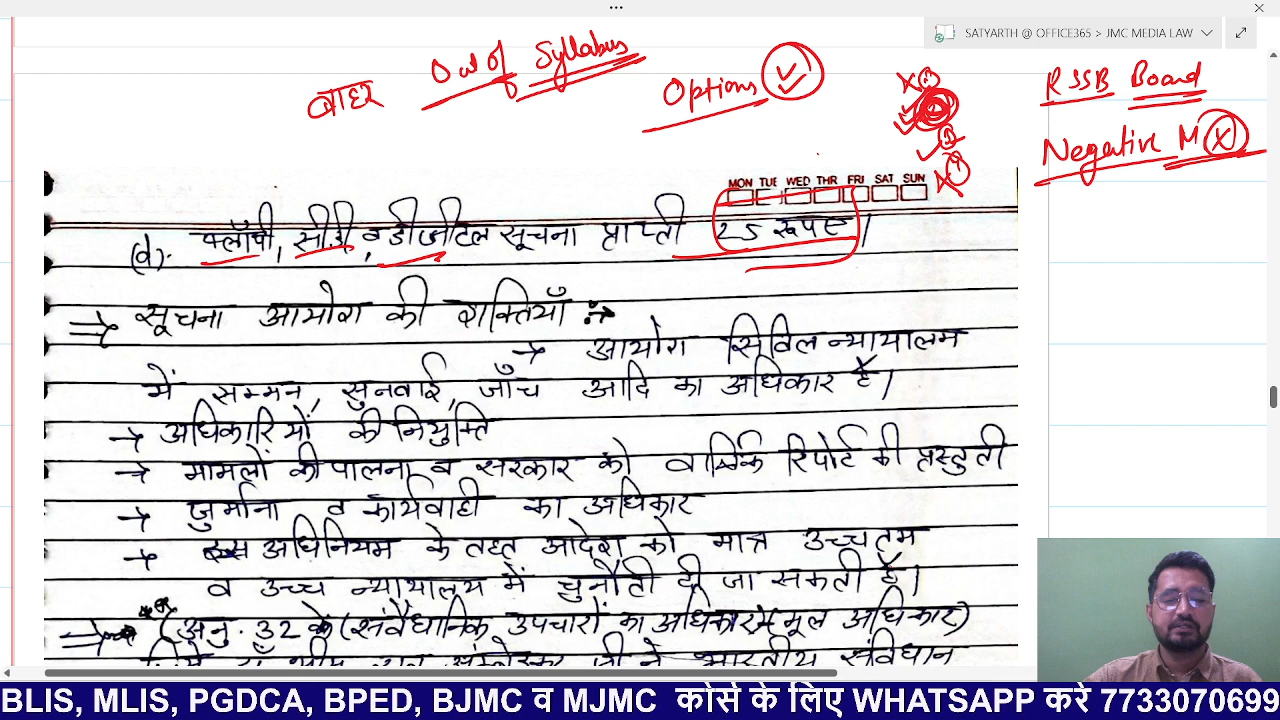 SATYARTH @ OFFICE365 > JMC MEDIA LAW
बाहर Out of Syllabus
Options
RSSB Board
Negative M
MON TUE WED THR FRI SAT SUN
(d). फ्लॉपी, सी.डी, व डीजीटल सूचना प्राप्ती 25 रूपए।
⇒ सूचना आयोग की शक्तियाँ :→
→ आयोग सिविल न्यायालय
में सम्मन, सुनवाई, जाँच आदि का अधिकार है।
→ अधिकारियों की नियुक्ति
→ मामलों की पालना व सरकार को वार्षिक रिपोर्ट की प्रस्तुती
→ जुर्माना व कार्यवाही का अधिकार
→ इस अधिनियम के तहत आदेश को मात्र उच्चतम
व उच्च न्यायालय में चुनौती दी जा सकती है।
⇒ (अनु. 32 के (संवैधानिक उपचारों का अधिकार में मूल अधिकार)
भारतीय संविधान
BLIS, MLIS, PGDCA, BPED, BJMC व MJMC कोर्स के लिए WHATSAPP करे 7733070699